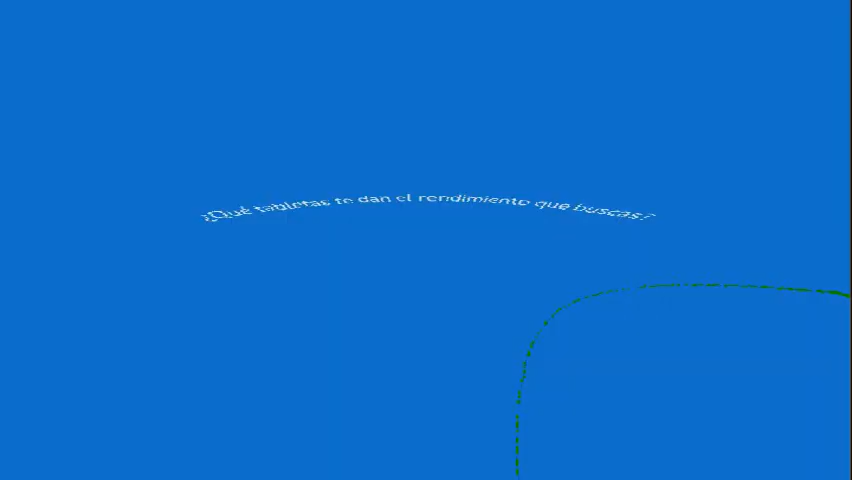 ¿Qué tabletas te dan el rendimiento que buscas?